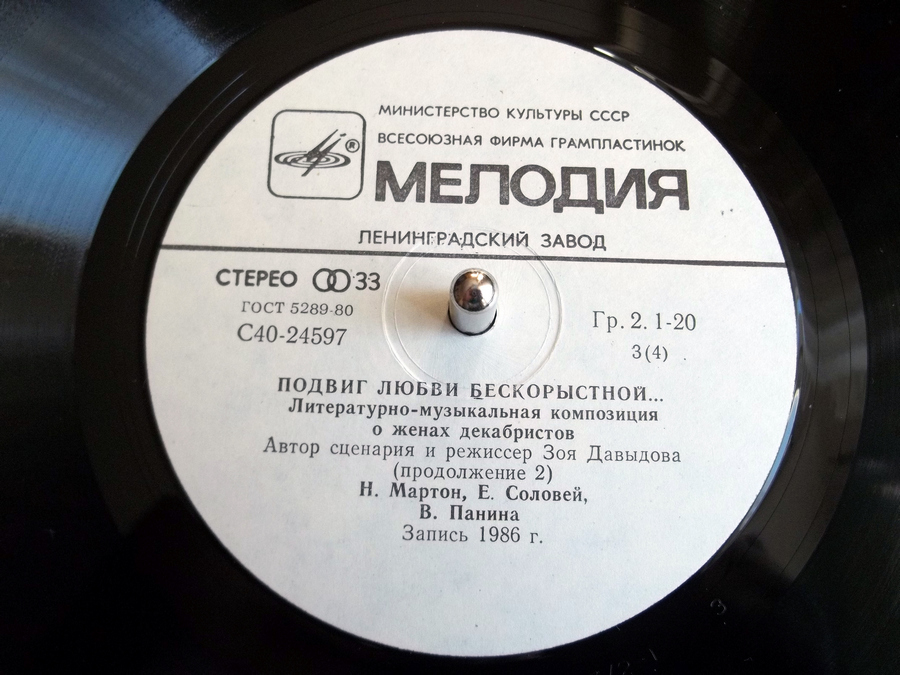 МИНИСТЕРСТВО КУЛЬТУРЫ СССР
ВСЕСОЮЗНАЯ ФИРМА ГРАМПЛАСТИНОК
®
МЕЛОДИЯ
ЛЕНИНГРАДСКИЙ ЗАВОД
СТЕРЕО 33
ГОСТ 5289-80
С40-24597
Гр. 2. 1-20
3(4)
ПОДВИГ ЛЮБВИ БЕСКОРЫСТНОЙ...
Литературно-музыкальная композиция
о женах декабристов
Автор сценария и режиссер Зоя Давыдова
(продолжение 2)
Н. Мартон, Е. Соловей,
В. Панина
Запись 1986 г.